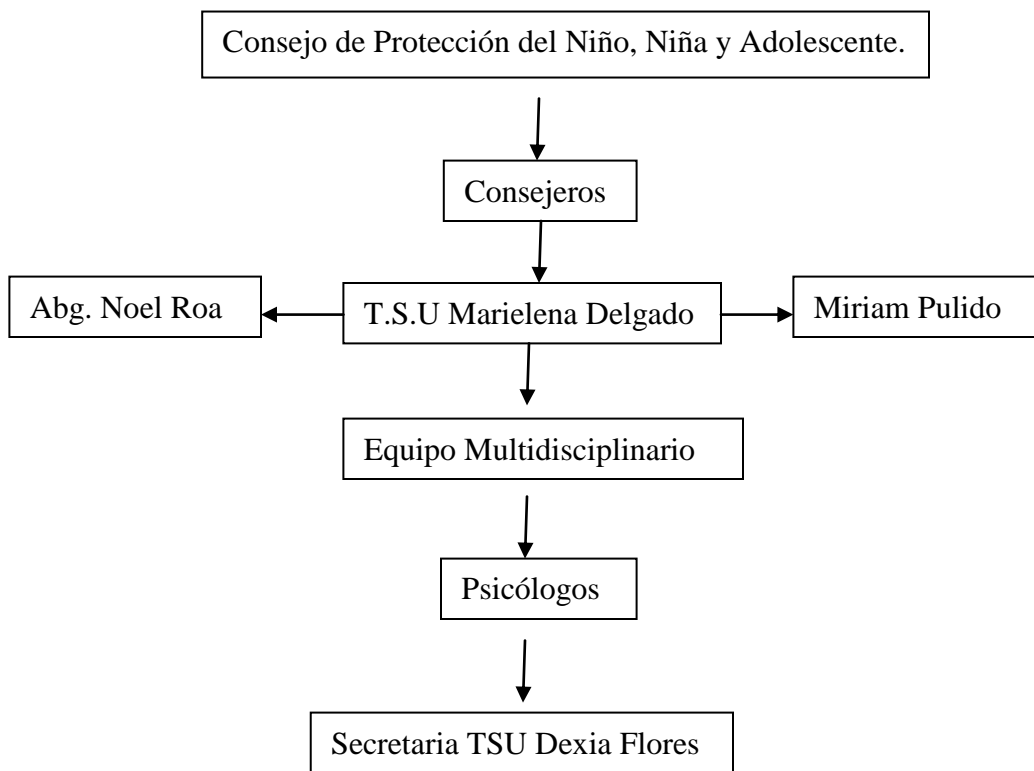 Consejo de Protección del Niño, Niña y Adolescente.
Consejeros
Abg. Noel Roa
T.S.U Marielena Delgado
Miriam Pulido
Equipo Multidisciplinario
Psicólogos
Secretaria TSU Dexia Flores